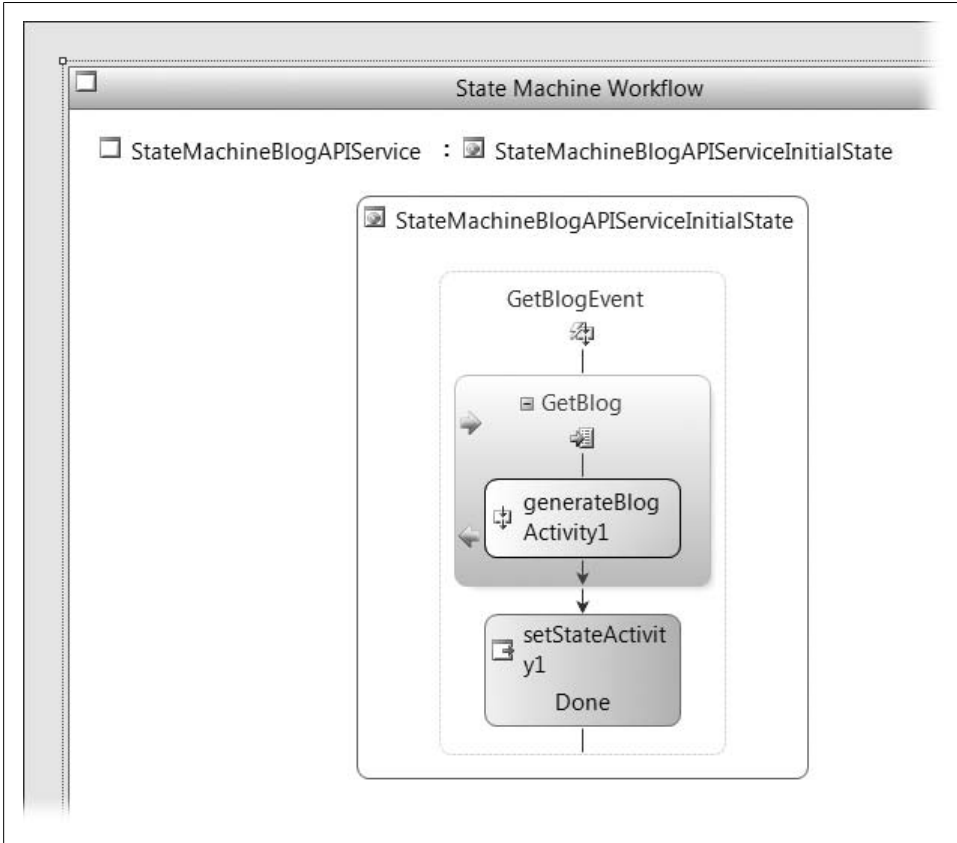 State Machine Workflow
StateMachineBlogAPIService : StateMachineBlogAPIServiceInitialState
StateMachineBlogAPIServiceInitialState
GetBlogEvent
GetBlog
generateBlog
Activity1
setStateActivit
y1
Done